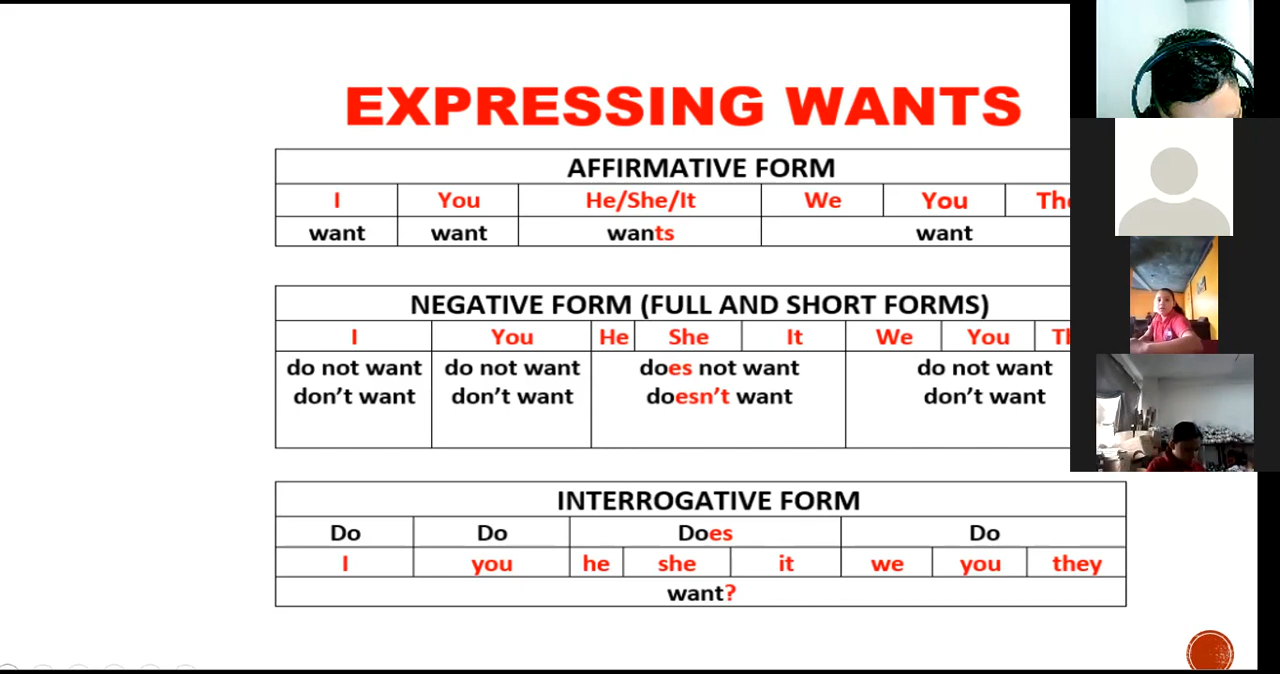 EXPRESSING WANTS
AFFIRMATIVE FORM
I You He/She/It We You
want want wants want
NEGATIVE FORM (FULL AND SHORT FORMS)
I You He She It We You
do not want do not want does not want do not want
don't want don't want doesn't want don't want
INTERROGATIVE FORM
Do Do Does Do
I you he she it we you they
want?